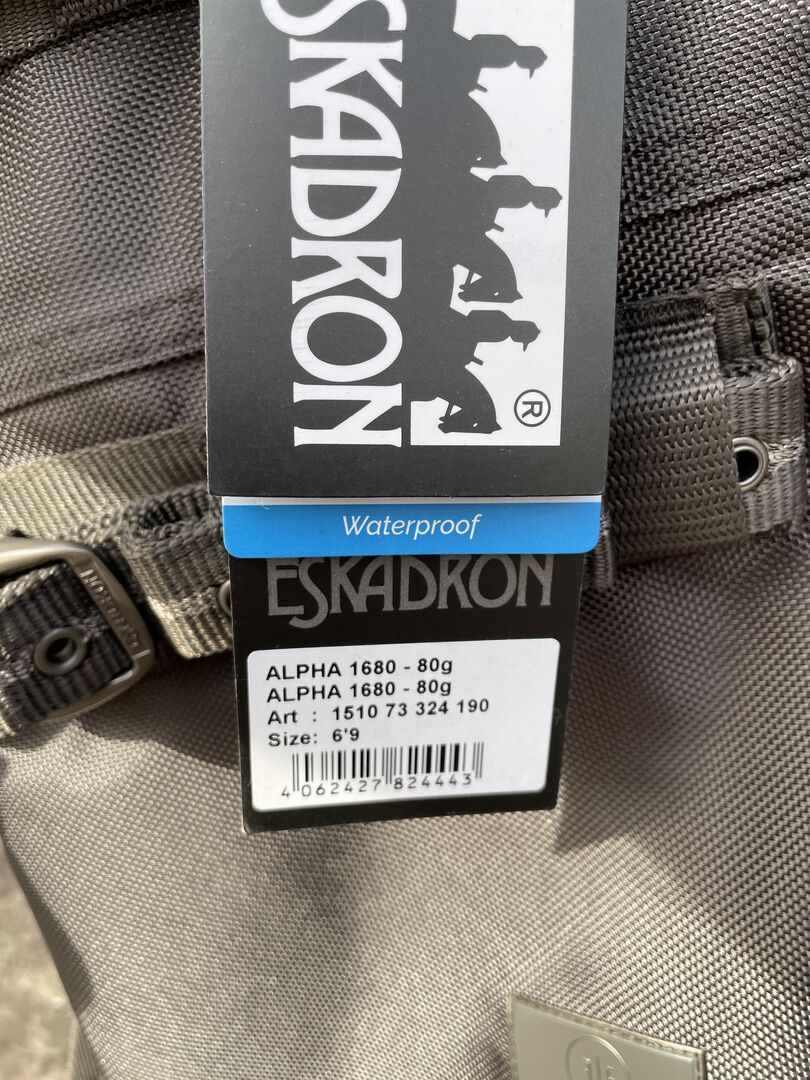 SKADRON
®
Waterproof
ESKADRON
ALPHA 1680 - 80g
ALPHA 1680 - 80g
Art : 1510 73 324 190
Size: 6'9
4 062427 824443